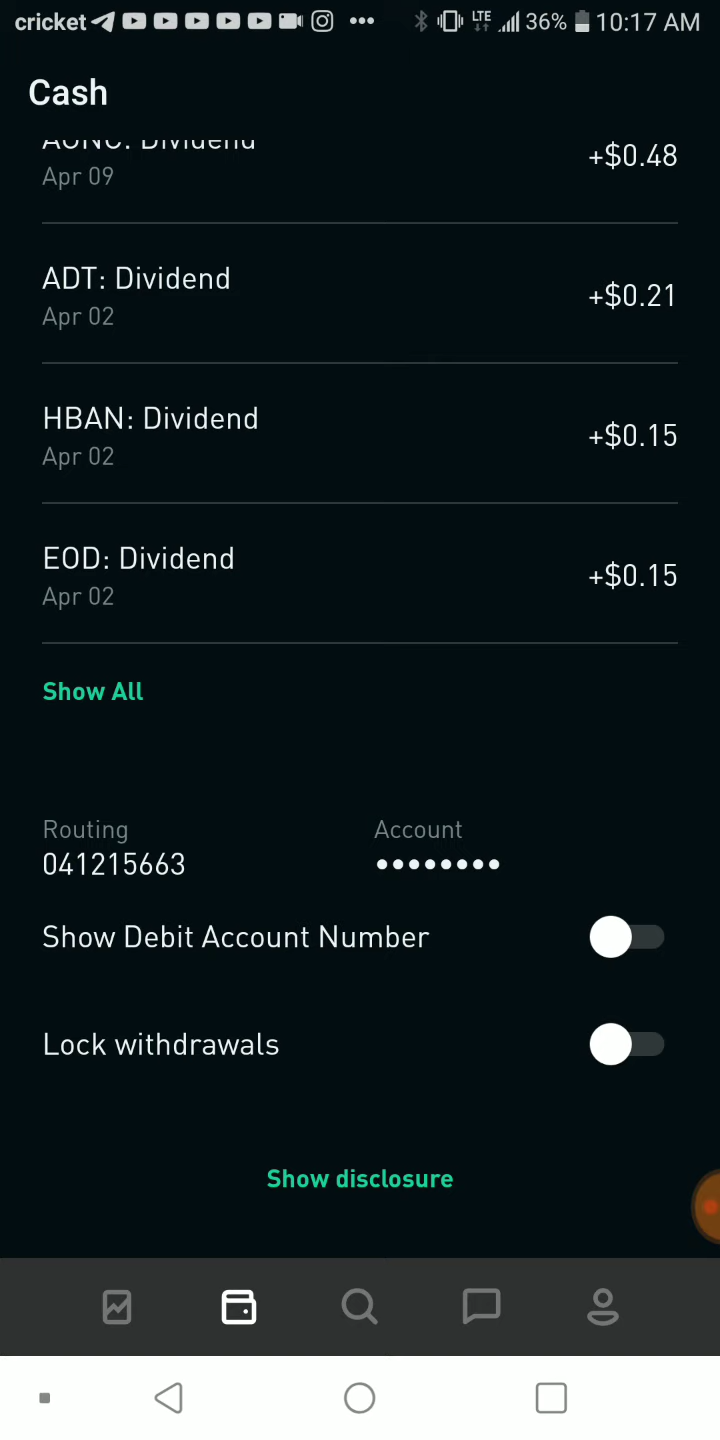 cricket LTE 36% 10:17 AM
Cash
Dividend
Apr 09
+$0.48
ADT: Dividend
Apr 02
+$0.21
HBAN: Dividend
Apr 02
+$0.15
EOD: Dividend
Apr 02
+$0.15
Show All
Routing Account
041215663 ••••••••
Show Debit Account Number
Lock withdrawals
Show disclosure